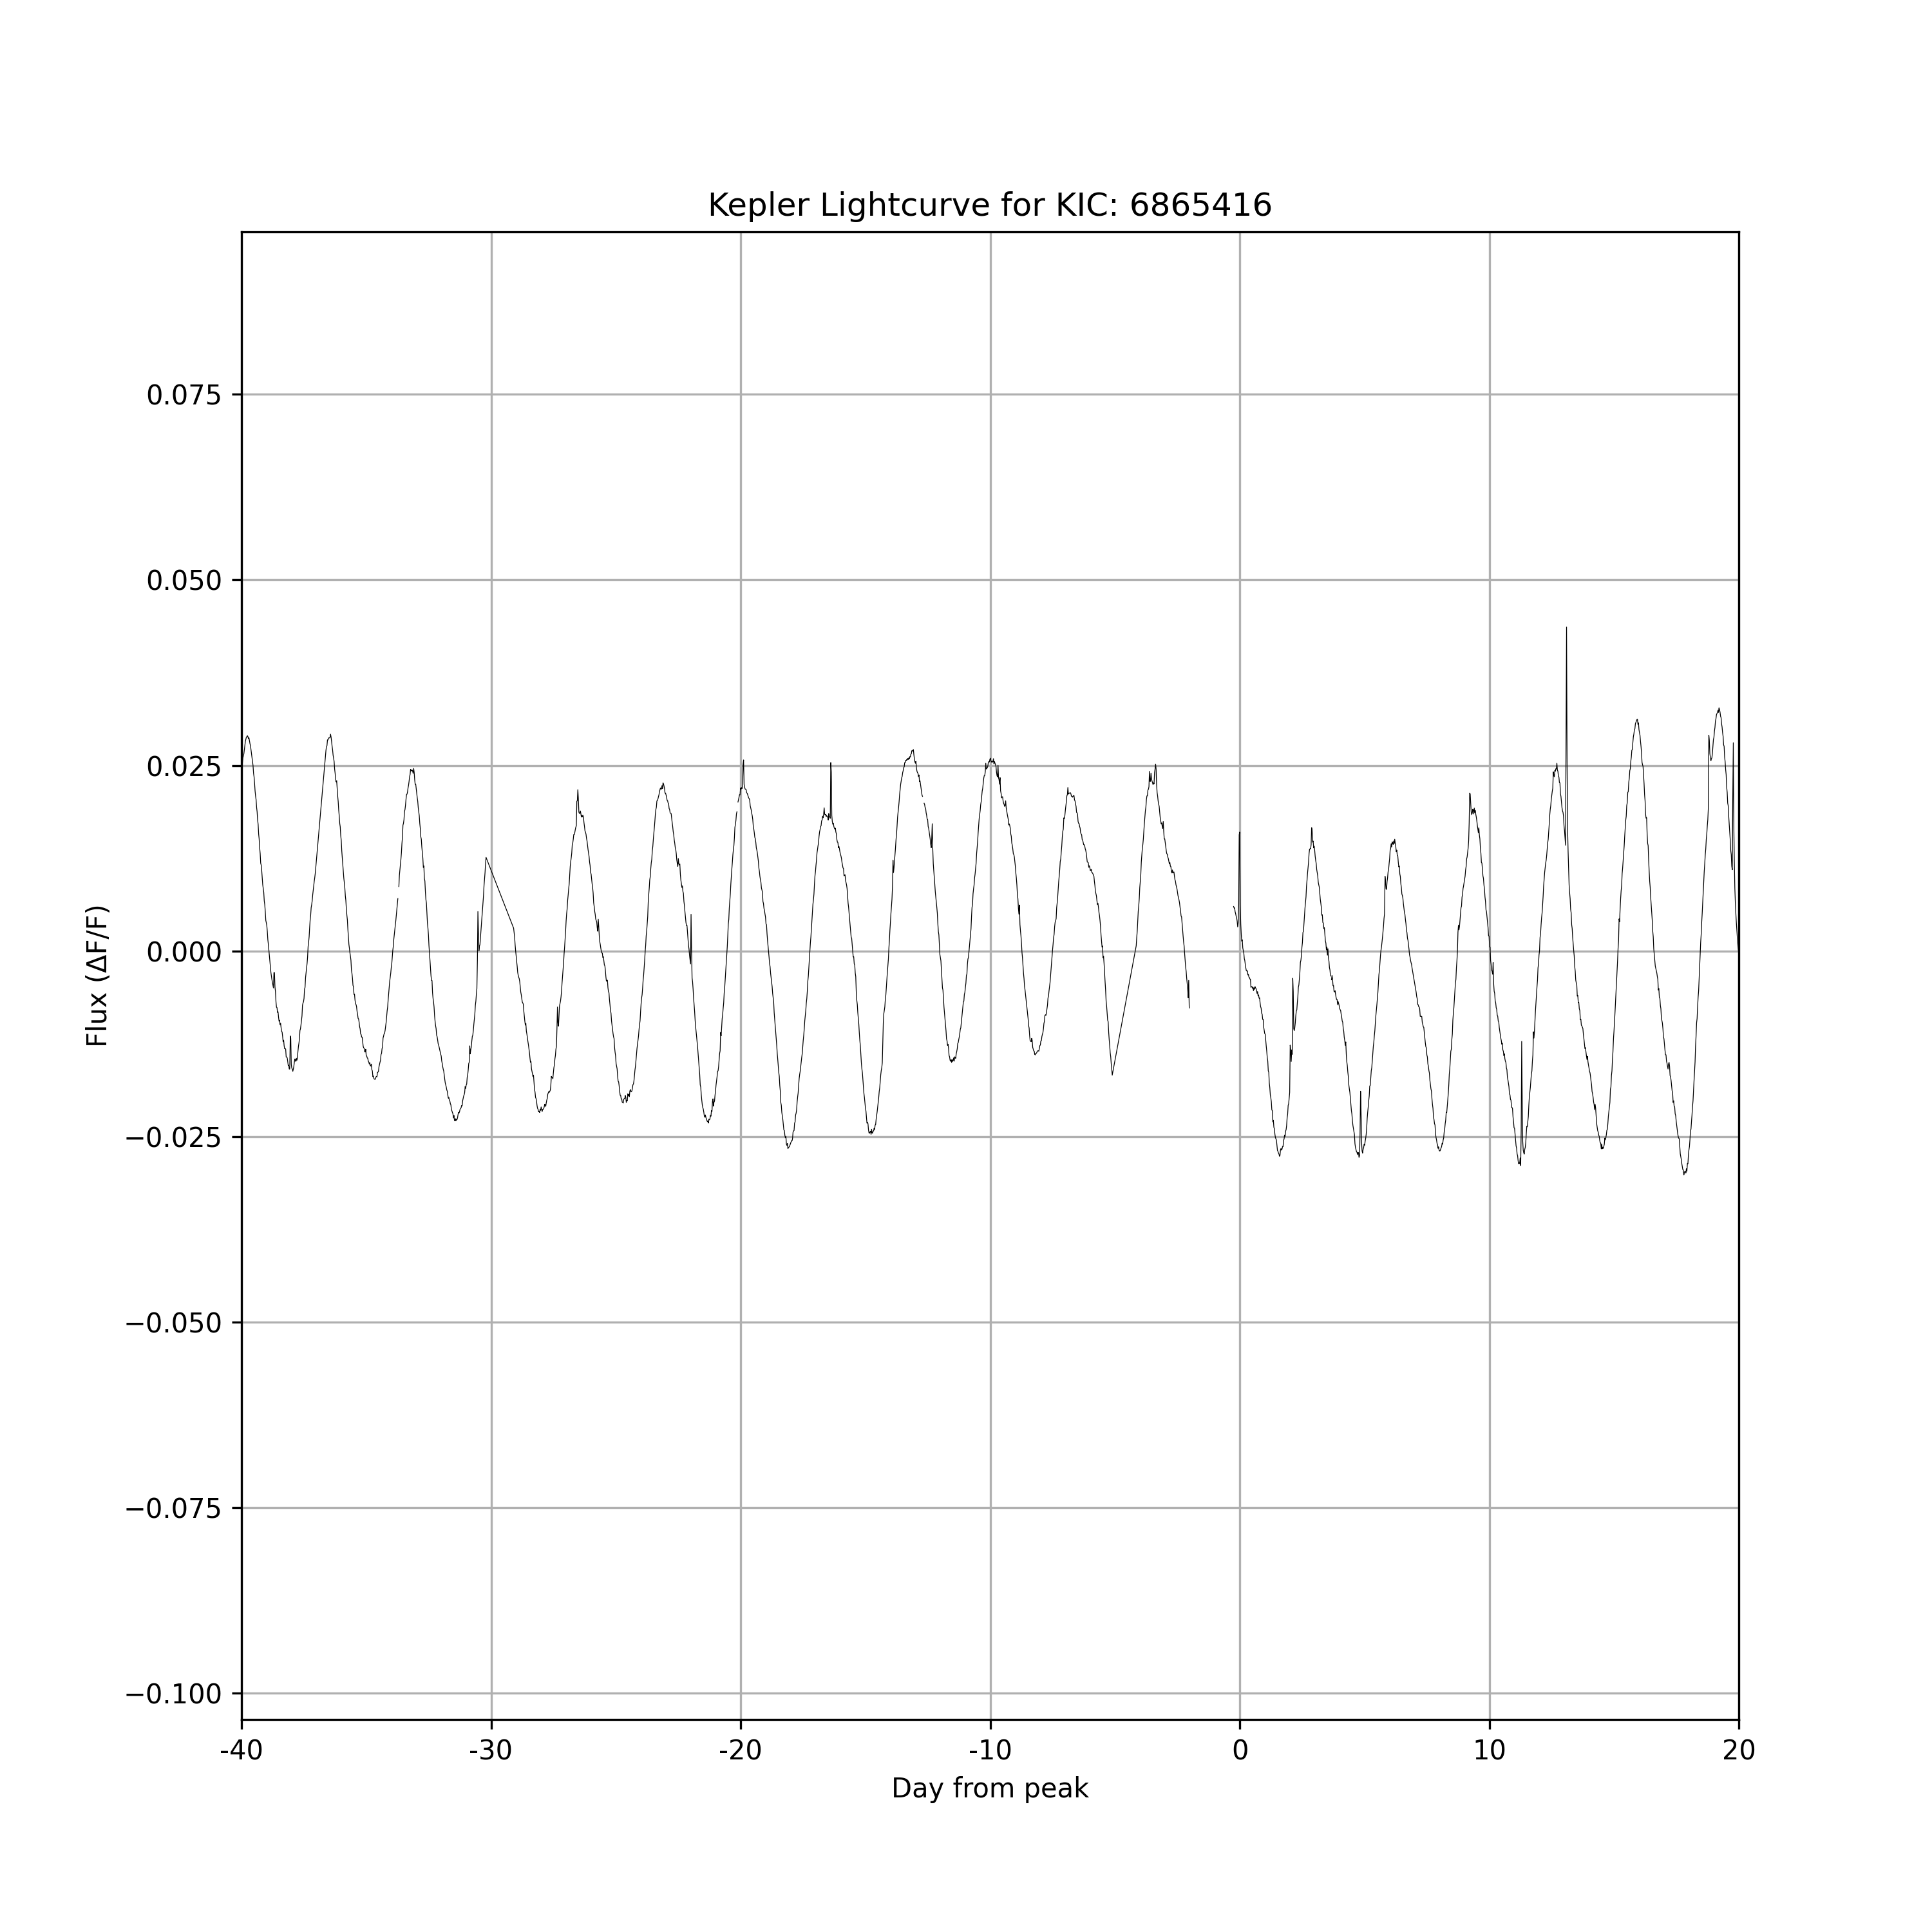 Kepler Lightcurve for KIC: 6865416
0.075
0.050
0.025
0.000
−0.025
−0.050
−0.075
−0.100
Flux (ΔF/F)
-40 -30 -20 -10 0 10 20
Day from peak